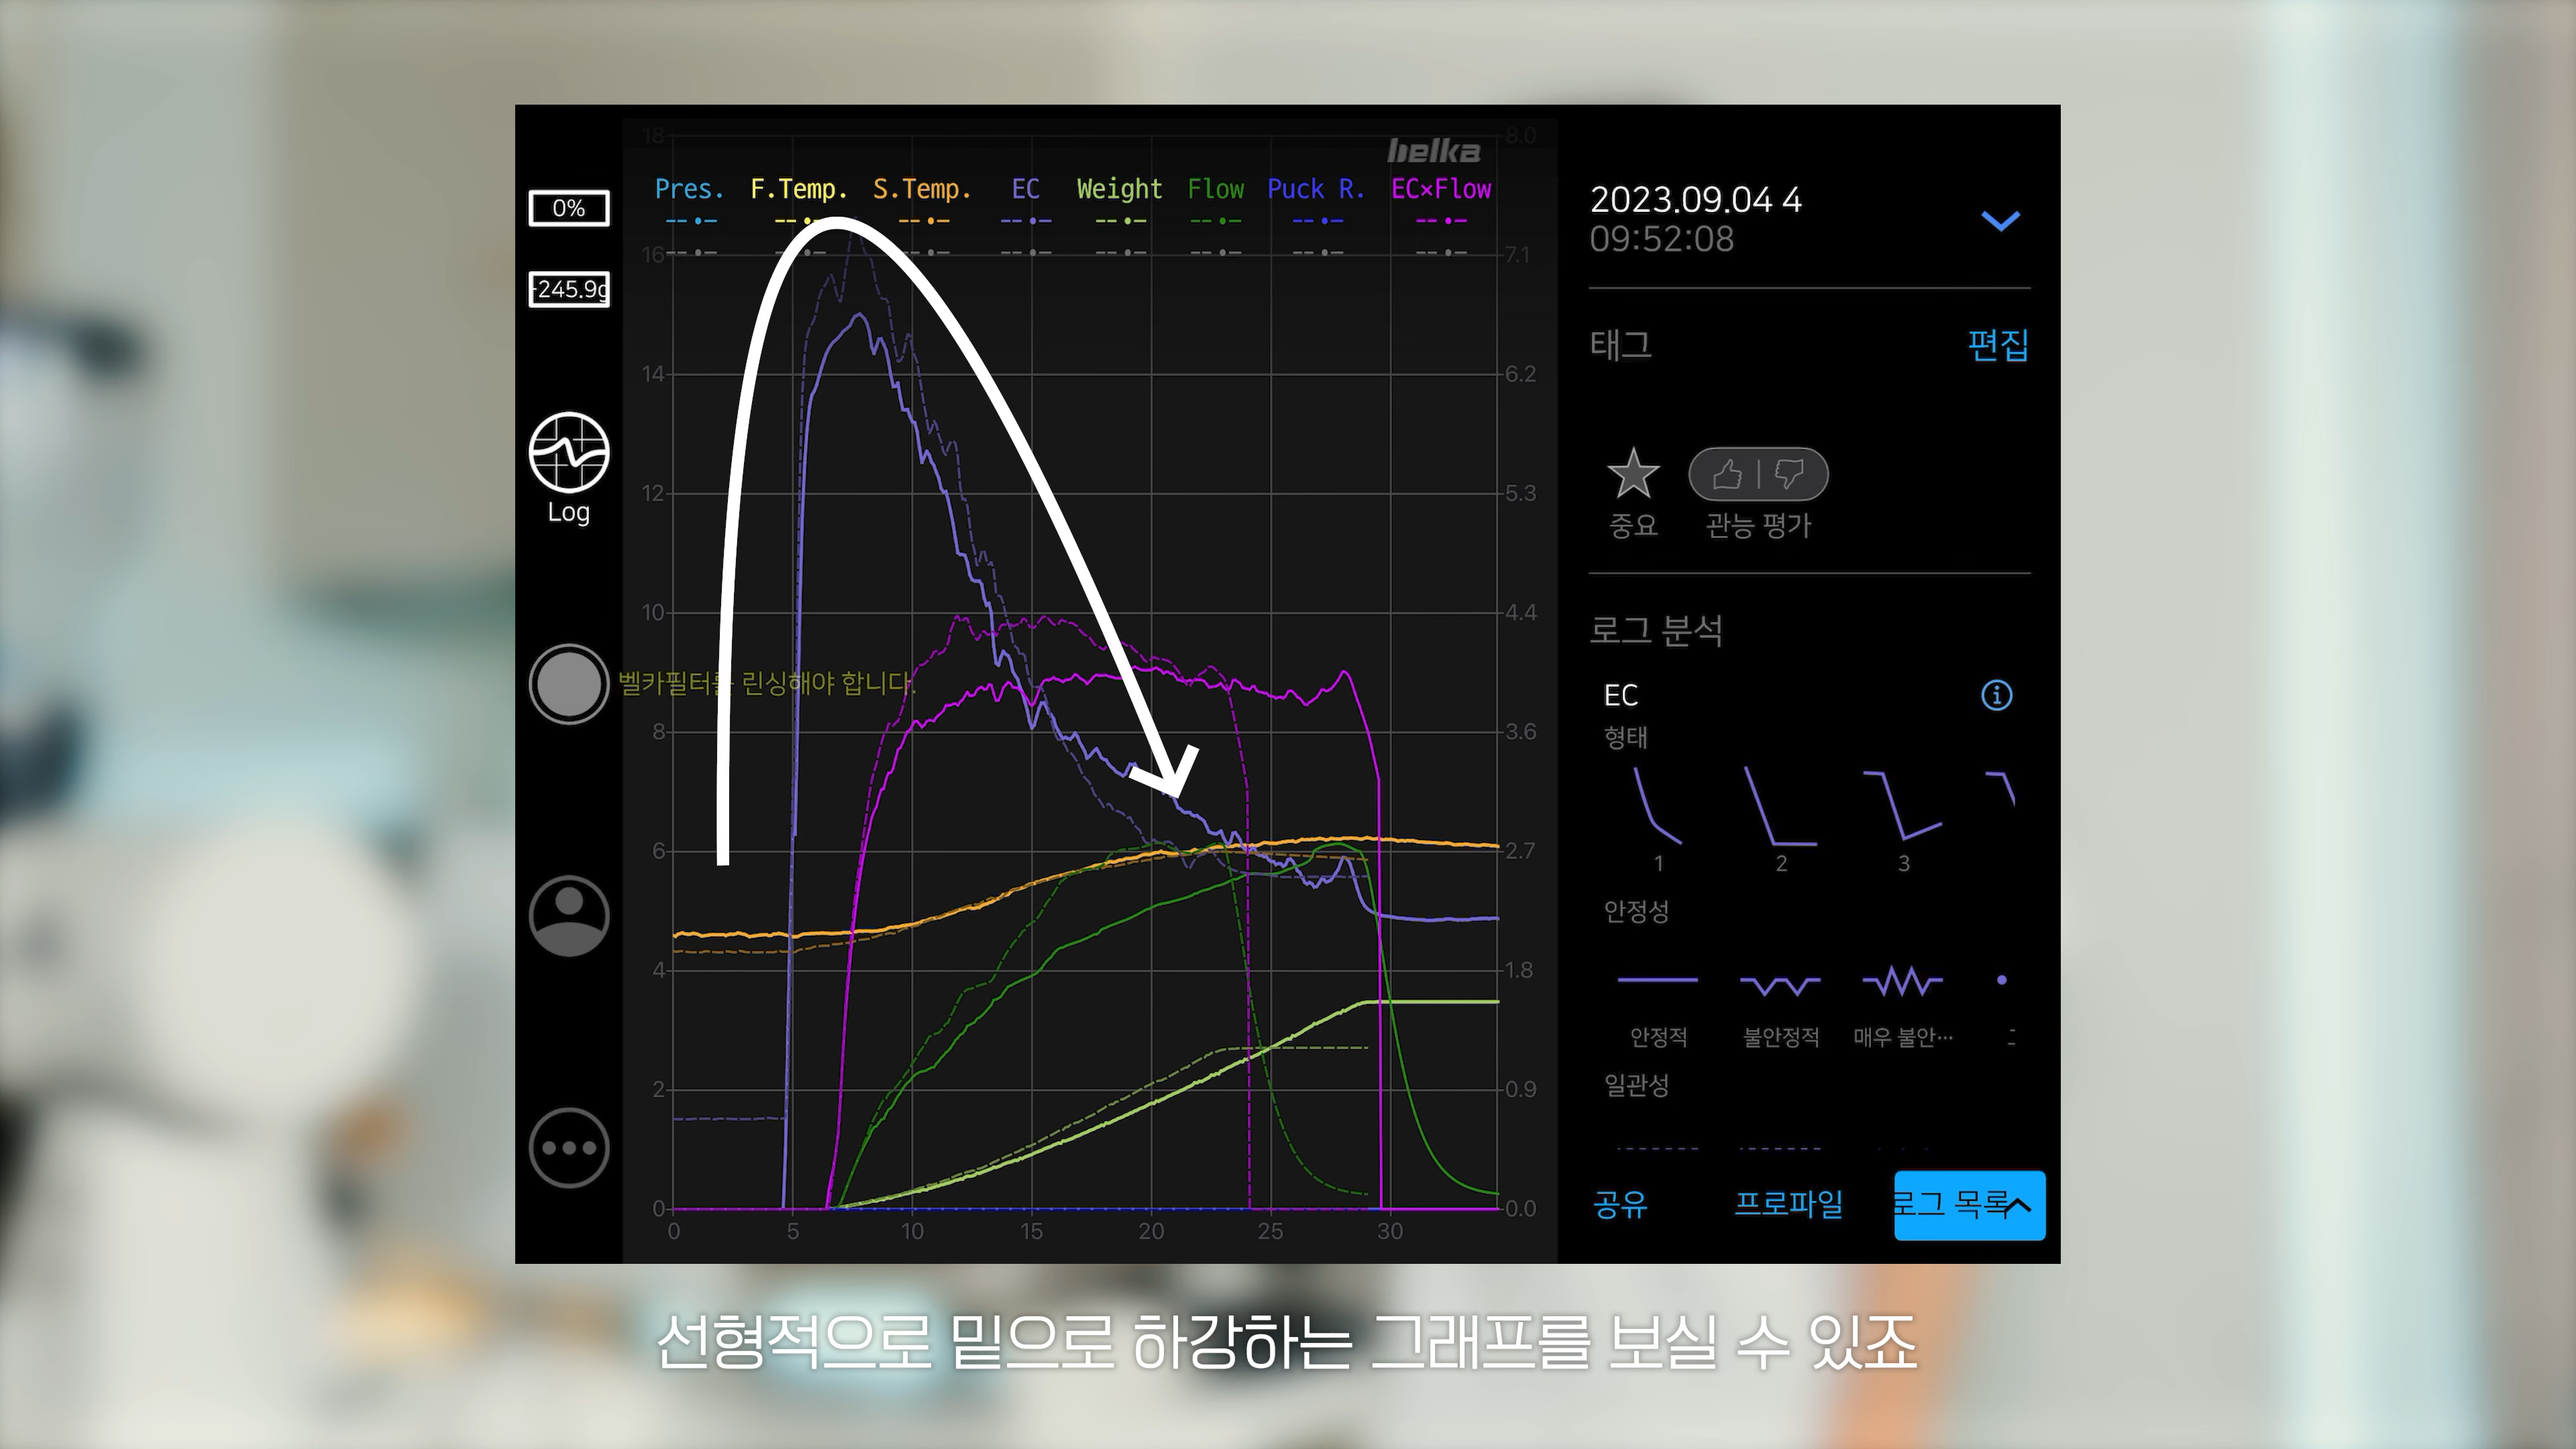 belka
18
8.0
Pres. F.Temp. S.Temp. EC Weight Flow Puck R. EC×Flow
--.- --.- --.- --.- --.- --.- --.- --.-
--.- --.- --.- --.- --.- --.- --.-
0%
-245.9g
Log
16
14
12
10
8
6
4
2
0
7.1
6.2
5.3
4.4
3.6
2.7
1.8
0.9
0.0
0 5 10 15 20 25 30
벨카필터를 린싱해야 합니다.
2023.09.04 4
09:52:08
태그 편집
중요 관능 평가
로그 분석
EC
형태
1 2 3
안정성
안정적 불안정적 매우 불안…
일관성
공유 프로파일 로그 목록
선형적으로 밑으로 하강하는 그래프를 보실 수 있죠